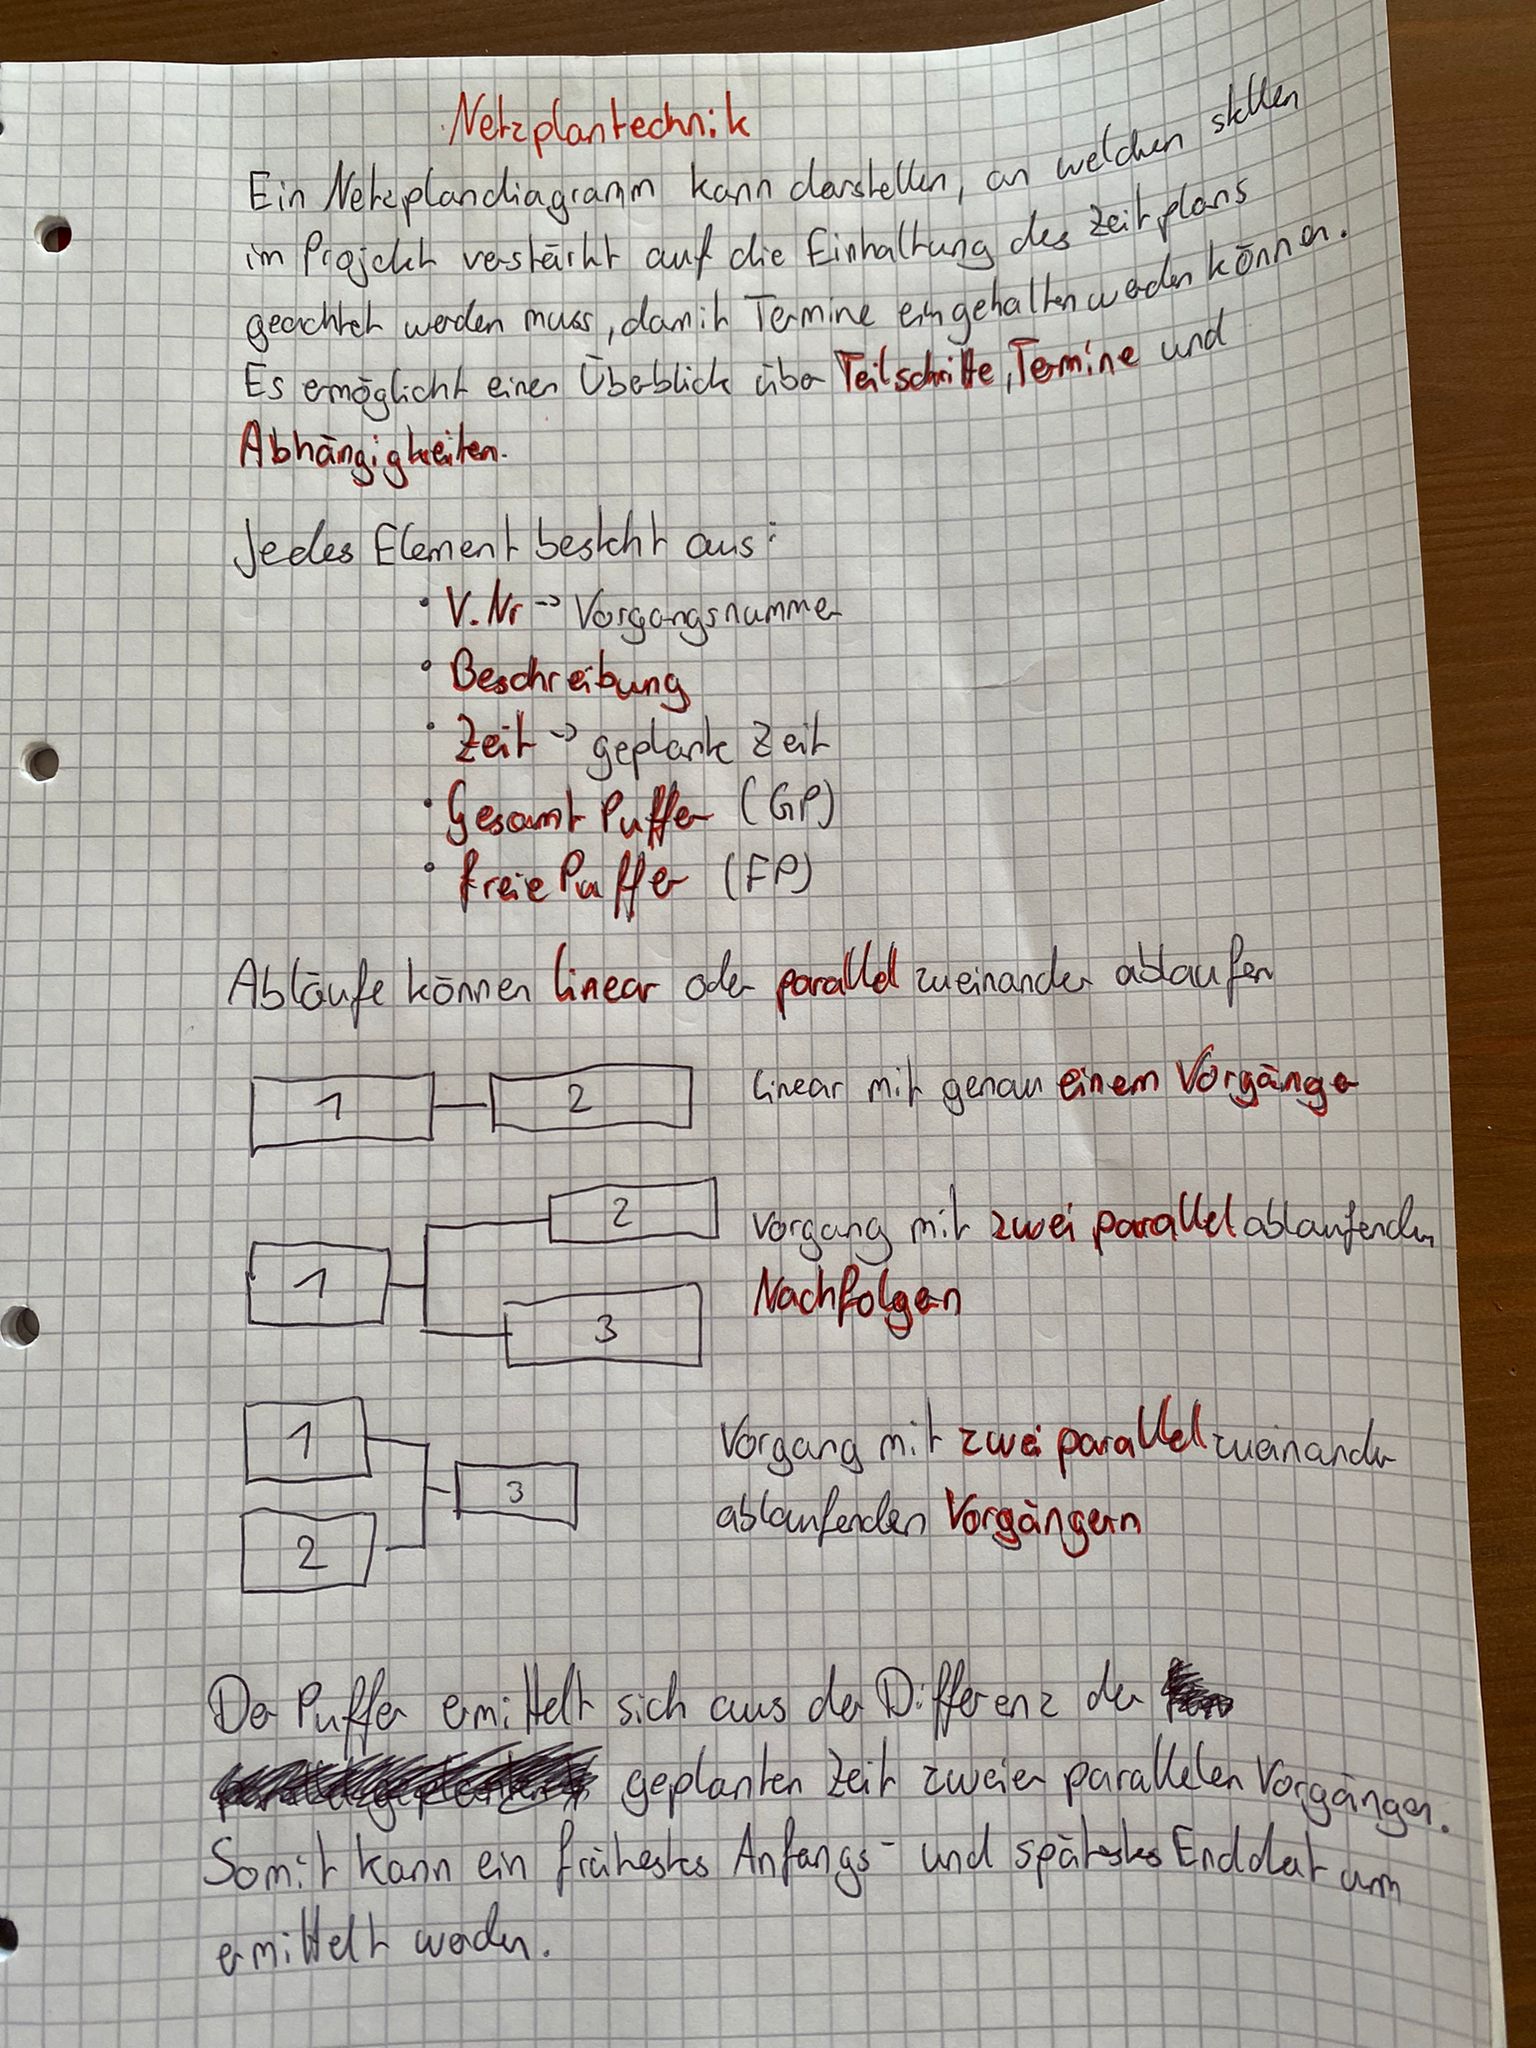 Netzplantechnik
Ein Netzplandiagramm kann darstellen, an welchen stellen
im Projekt verstärkt auf die Einhaltung des Zeitplans
geachtet werden muss, damit Termine eingehalten werden können.
Es ermöglicht einen Überblick über Teilschritte, Termine und
Abhängigkeiten.
Jedes Element besteht aus:
• V.Nr -> Vorgangsnummer
• Beschreibung
• Zeit -> geplante Zeit
• Gesamt Puffer (GP)
• freie Puffer (FP)
Abläufe können linear oder parallel zueinander ablaufen
1 2 linear mit genau einem Vorgänger
2 Vorgang mit zwei parallel ablaufenden
1 Nachfolgern
3
1 Vorgang mit zwei parallel zueinander
3 ablaufenden Vorgängern
2
Der Puffer ermittelt sich aus der Differenz der
geplanten Zeit zweier parallelen Vorgänger.
Somit kann ein frühestes Anfangs- und spätestes Enddatum
ermittelt werden.